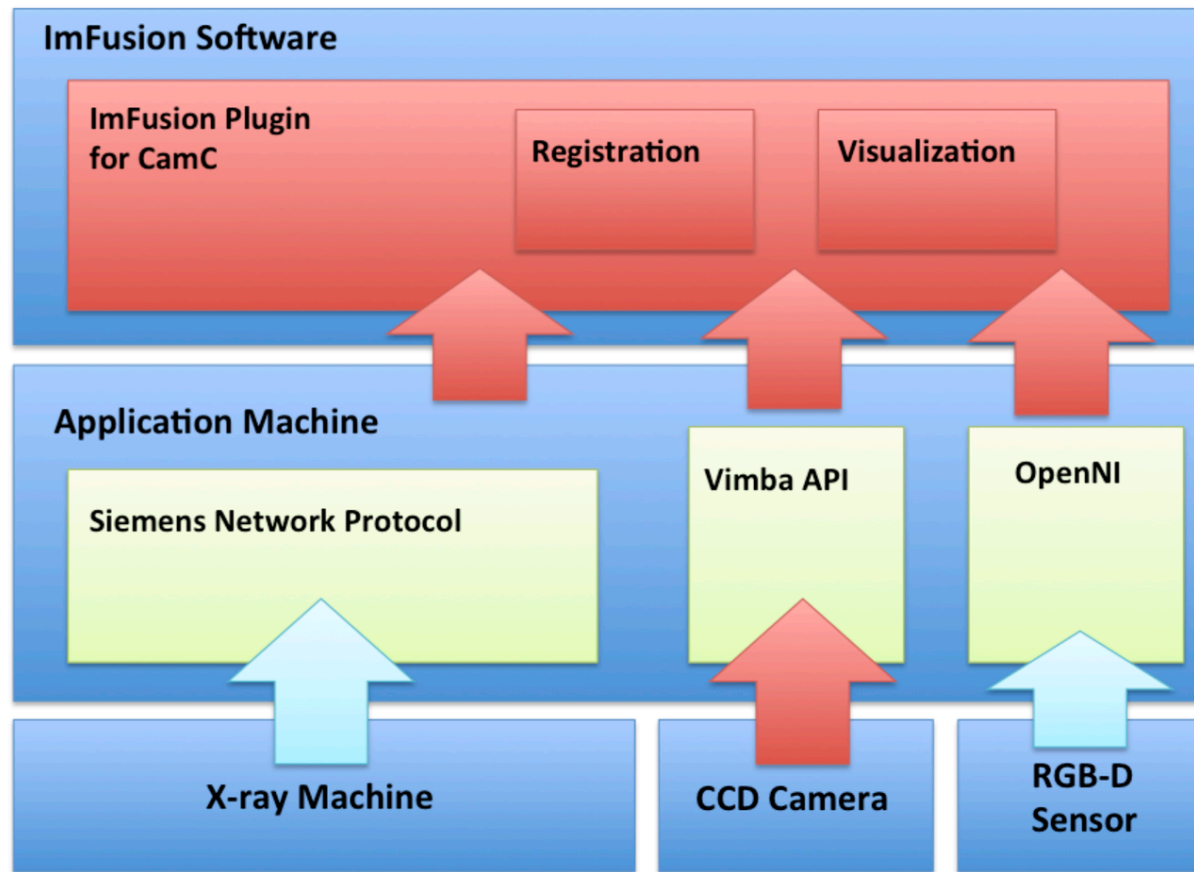 ImFusion Software
ImFusion Plugin
for CamC
Registration
Visualization
Application Machine
Siemens Network Protocol
Vimba API
OpenNI
X-ray Machine
CCD Camera
RGB-D
Sensor